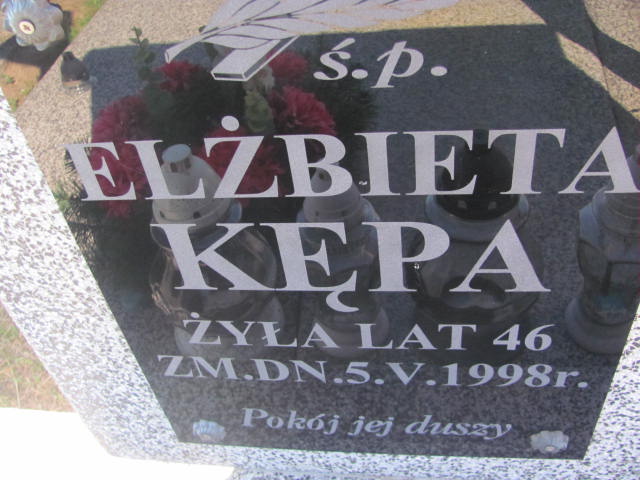 ś.p.
ELŻBIETA
KĘPA
ŻYŁA LAT 46
ZM.DN.5.V.1998r.
Pokój jej duszy